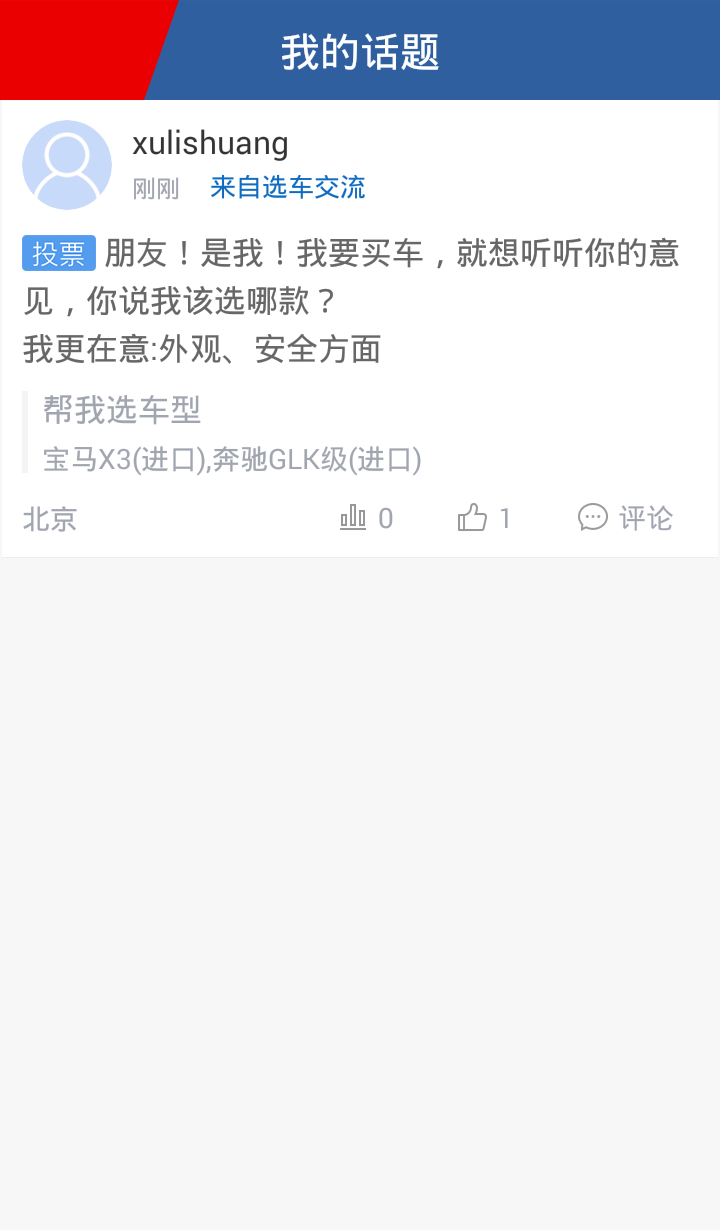 我的话题
xulishuang
刚刚 来自选车交流
投票 朋友！是我！我要买车，就想听听你的意
见，你说我该选哪款？
我更在意:外观、安全方面
帮我选车型
宝马X3(进口),奔驰GLK级(进口)
北京 0 1 评论